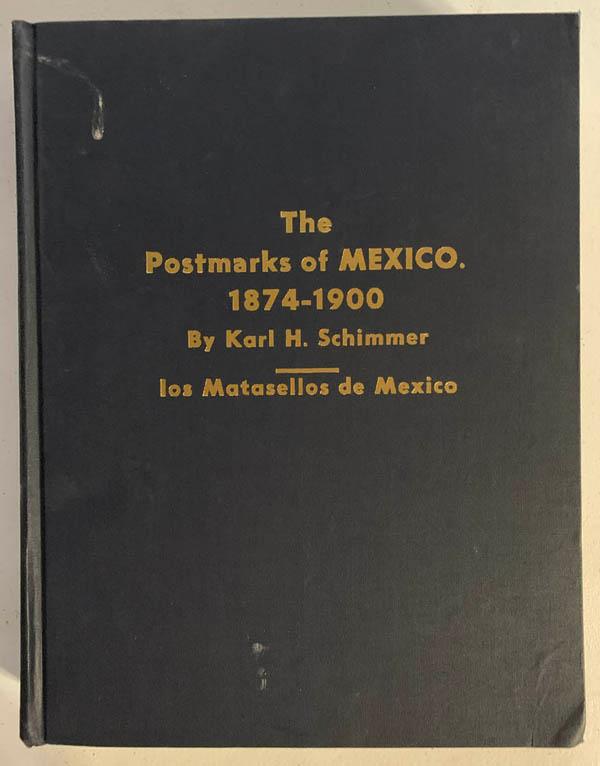 The
Postmarks of MEXICO.
1874-1900
By Karl H. Schimmer
los Matasellos de Mexico